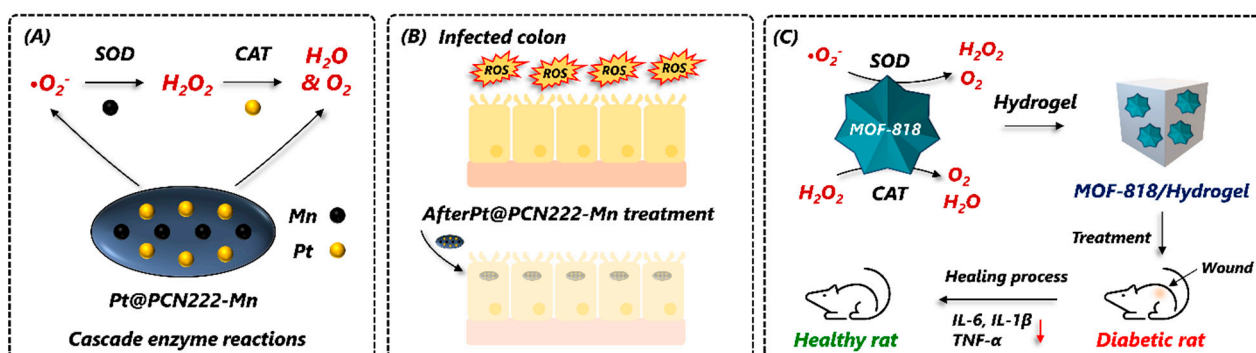 (A)
SOD
CAT
•O₂⁻
H₂O₂
H₂O
& O₂
Mn
Pt
Pt@PCN222-Mn
Cascade enzyme reactions
(B)
Infected colon
ROS
ROS
ROS
ROS
AfterPt@PCN222-Mn treatment
(C)
•O₂⁻
SOD
H₂O₂
O₂
MOF-818
H₂O₂
CAT
O₂
H₂O
Hydrogel
MOF-818/Hydrogel
Treatment
Wound
Healing process
IL-6, IL-1β
TNF-α
Healthy rat
Diabetic rat